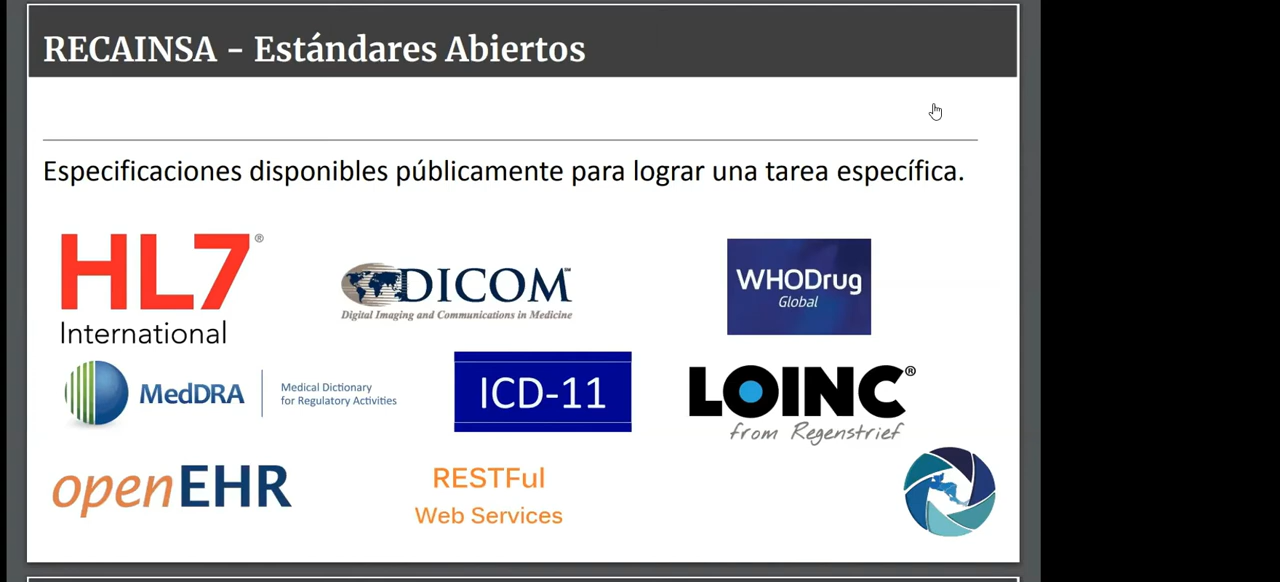 RECAINSA - Estándares Abiertos
Especificaciones disponibles públicamente para lograr una tarea específica.
HL7®
International
DICOM℠
Digital Imaging and Communications in Medicine
WHODrug
Global
MedDRA
Medical Dictionary
for Regulatory Activities
ICD-11
LOINC®
from Regenstrief
openEHR
RESTFul
Web Services